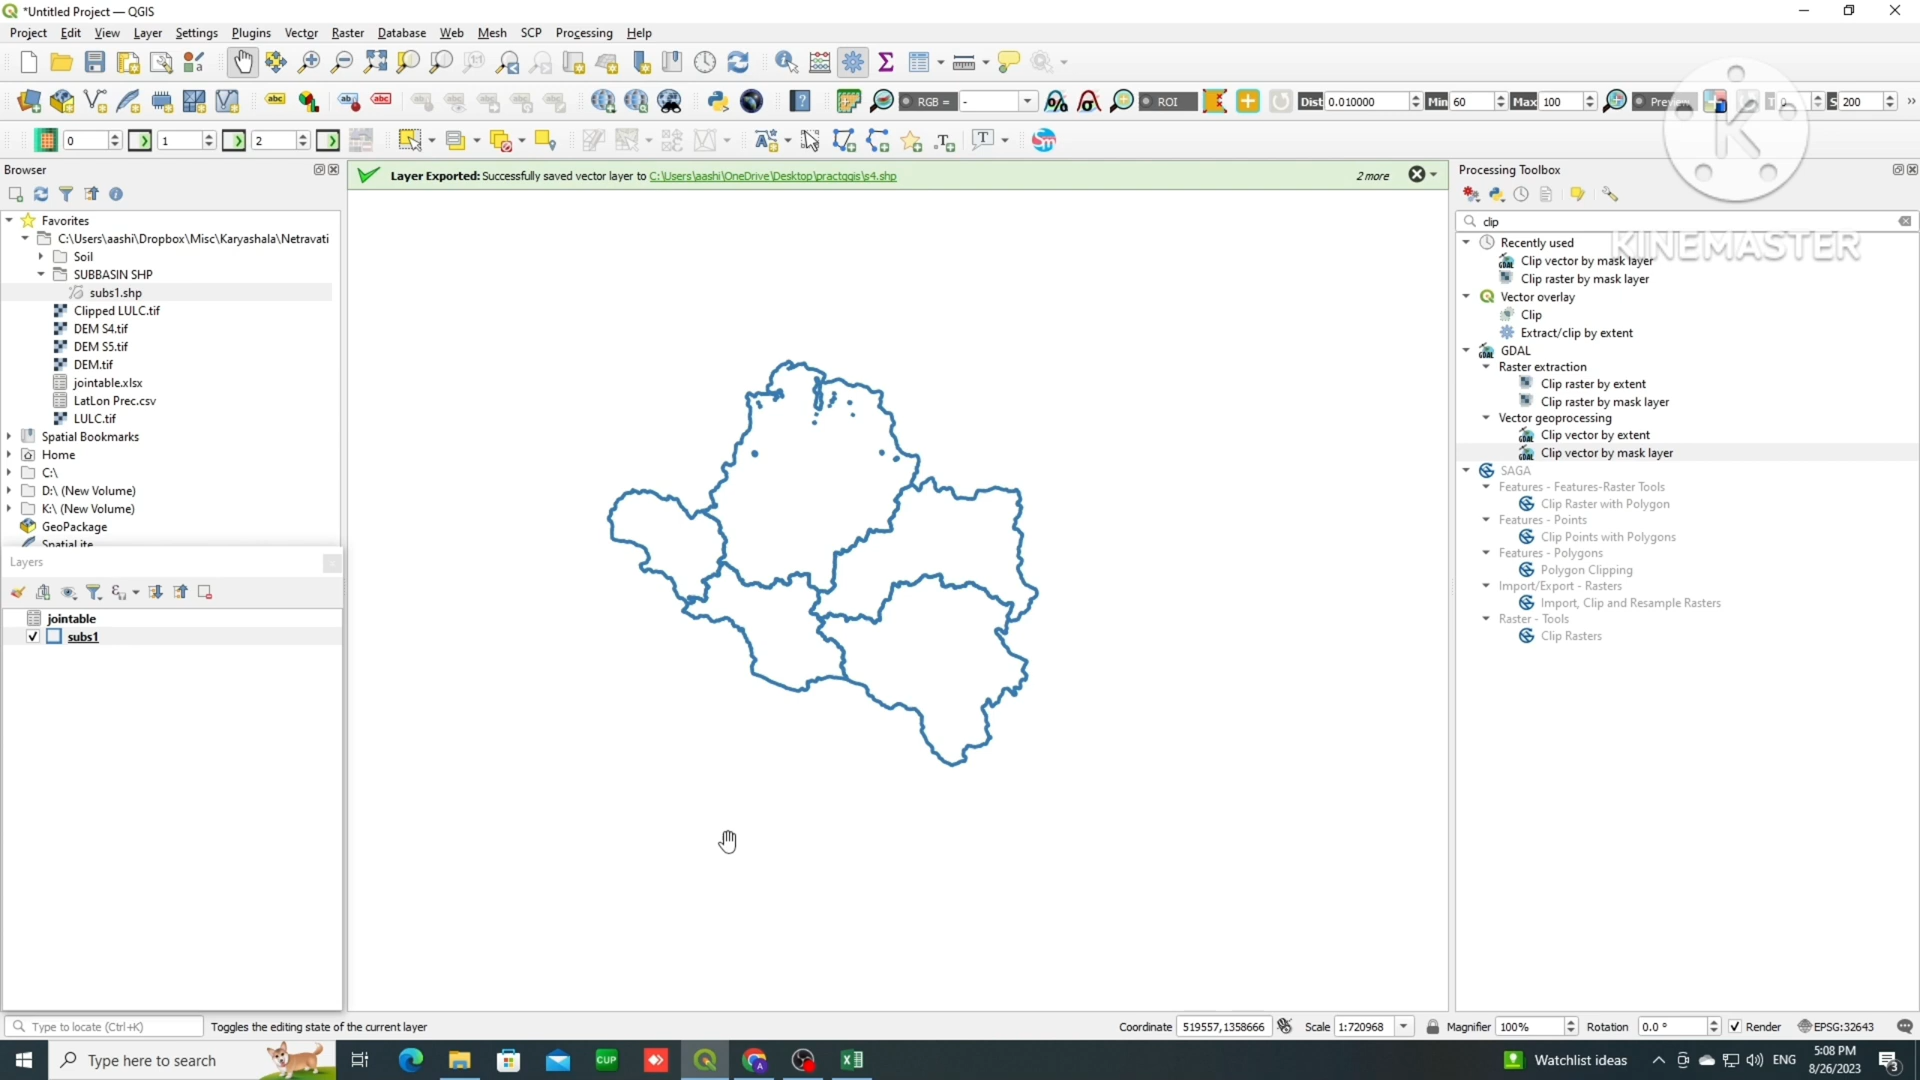 *Untitled Project — QGIS
Project Edit View Layer Settings Plugins Vector Raster Database Web Mesh SCP Processing Help
RGB = - ROI Dist 0.010000 Min 60 Max 100 Preview T 0 S 200
0 1 2
Browser
Layer Exported: Successfully saved vector layer to C:\Users\aashi\OneDrive\Desktop\practqgis\s4.shp 2 more
Processing Toolbox
Favorites
C:\Users\aashi\Dropbox\Misc\Karyashala\Netravati
Soil
SUBBASIN SHP
subs1.shp
Clipped LULC.tif
DEM S4.tif
DEM S5.tif
DEM.tif
jointable.xlsx
LatLon Prec.csv
LULC.tif
Spatial Bookmarks
Home
C:\
D:\ (New Volume)
K:\ (New Volume)
GeoPackage
SpatiaLite
Layers
jointable
subs1
clip
K
KINEMASTER
Recently used
Clip vector by mask layer
Clip raster by mask layer
Vector overlay
Clip
Extract/clip by extent
GDAL
Raster extraction
Clip raster by extent
Clip raster by mask layer
Vector geoprocessing
Clip vector by extent
Clip vector by mask layer
SAGA
Features - Features-Raster Tools
Clip Raster with Polygon
Features - Points
Clip Points with Polygons
Features - Polygons
Polygon Clipping
Import/Export - Rasters
Import, Clip and Resample Rasters
Raster - Tools
Clip Rasters
Type to locate (Ctrl+K) Toggles the editing state of the current layer Coordinate 519557,1358666 Scale 1:720968 Magnifier 100% Rotation 0.0 ° Render EPSG:32643
Type here to search CUP Watchlist ideas ENG 5:08 PM
8/26/2023 3